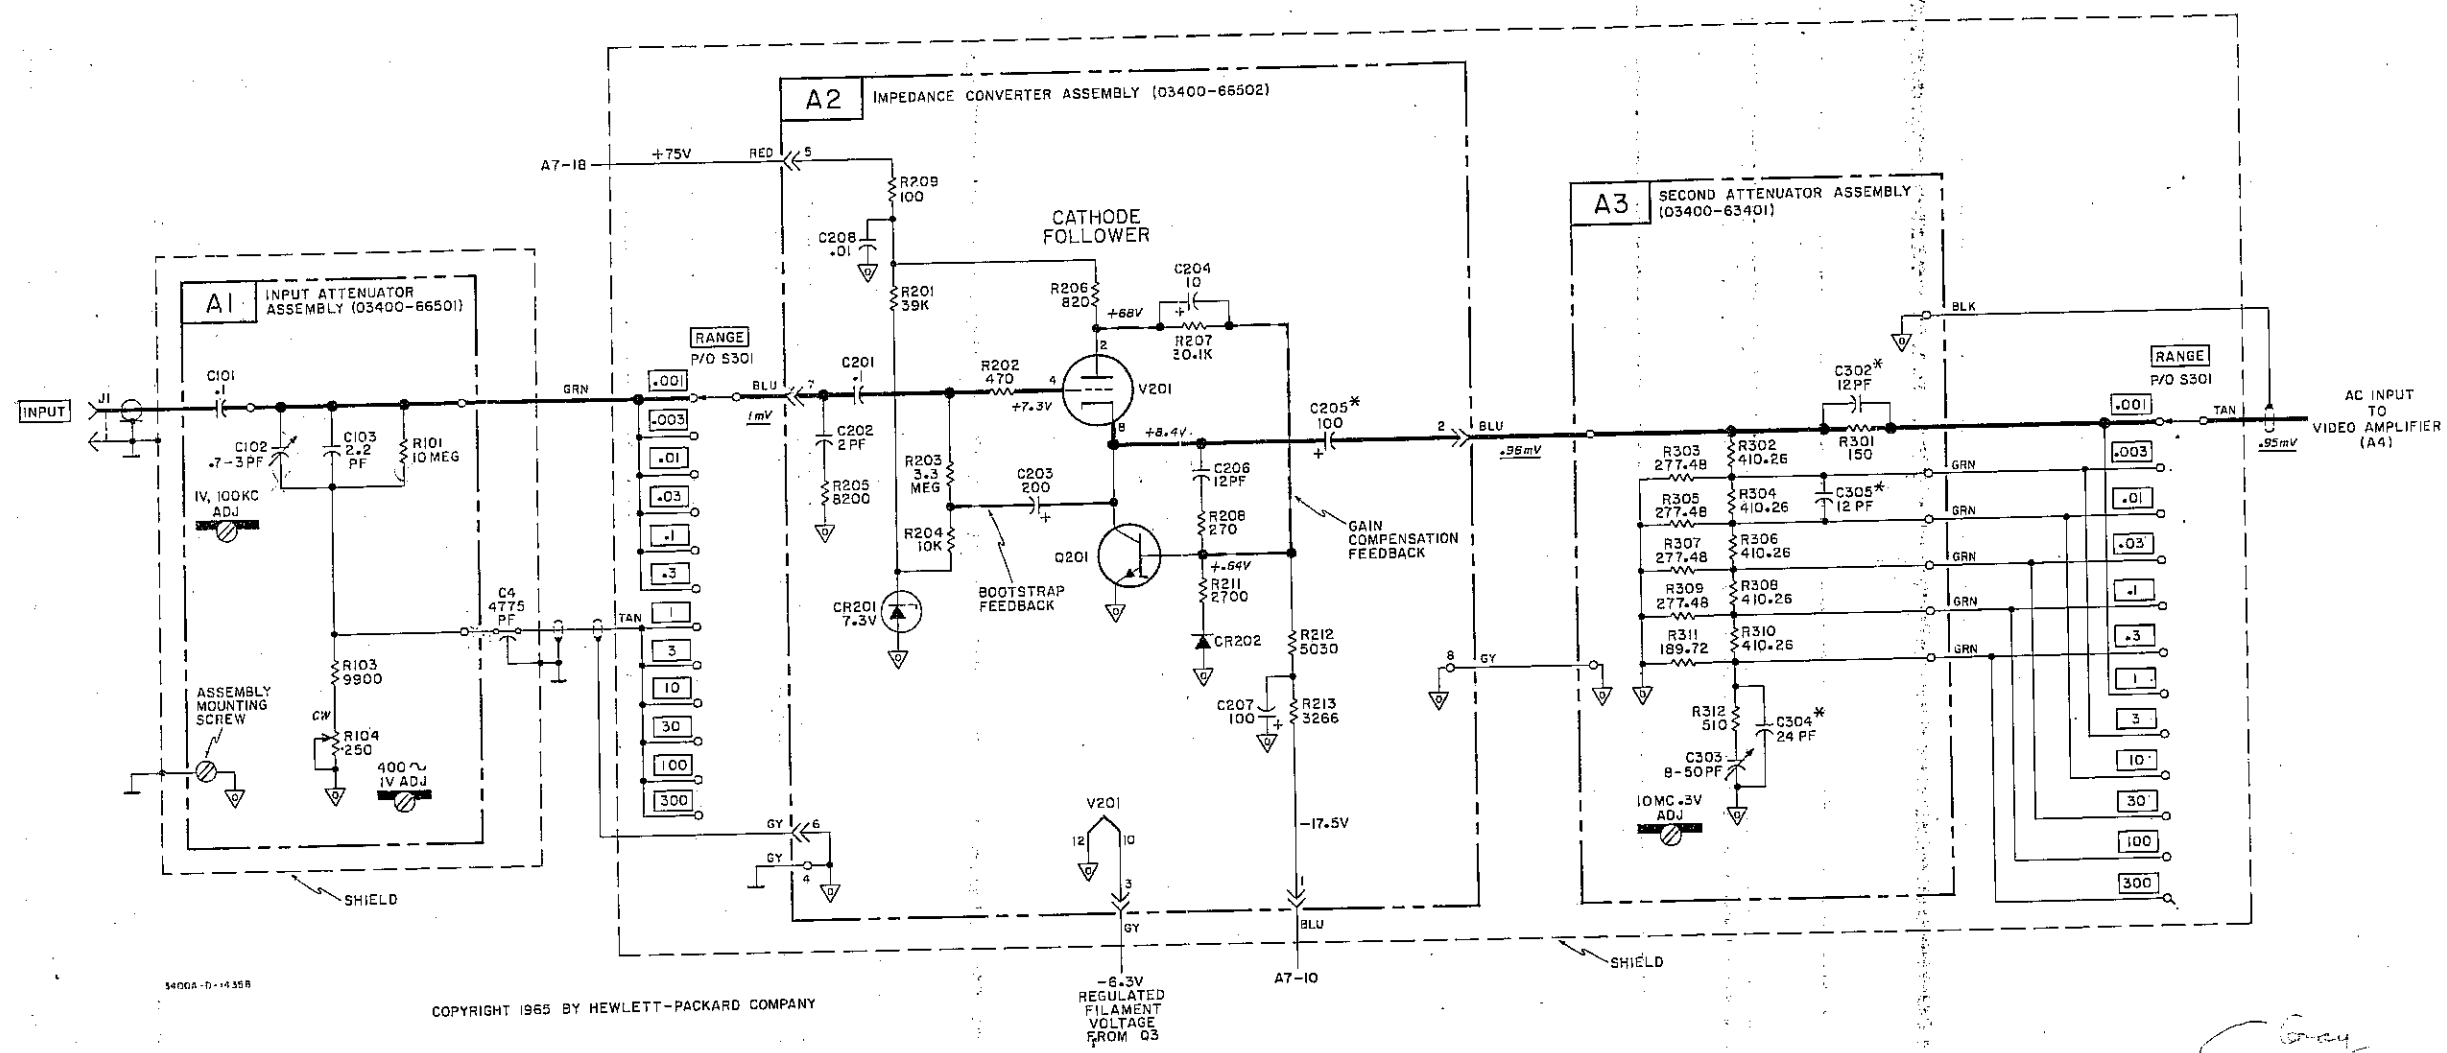 A1
INPUT ATTENUATOR
ASSEMBLY (03400-66501)
INPUT
J1
C101
.1
C102
.7-3PF
C103
2.2
PF
R101
10 MEG
1V, 100KC
ADJ
GRN
C4
4775
PF
TAN
R103
9900
CW
R104
250
400~
1V ADJ
ASSEMBLY
MOUNTING
SCREW
SHIELD
RANGE
P/O S301
.001
.003
.01
.03
.1
.3
1
3
10
30
100
300
A2
IMPEDANCE CONVERTER ASSEMBLY (03400-66502)
A7-18
+75V
RED
5
R209
100
C208
.01
R201
39K
CATHODE
FOLLOWER
R206
820
C204
10
+
+68V
R207
30.1K
2
V201
4
8
BLU
7
1mV
C201
.1
R202
470
+7.3V
C202
2PF
R205
8200
R203
3.3
MEG
C203
200
+
R204
10K
BOOTSTRAP
FEEDBACK
CR201
7.3V
Q201
+8.4V
C205*
100
+
C206
12PF
R208
270
+.64V
R211
2700
CR202
GAIN
COMPENSATION
FEEDBACK
R212
5030
C207
100
+
R213
3266
-17.5V
2
BLU
.96mV
8
GY
GY
6
GY
4
V201
12
10
3
GY
1
BLU
-6.3V
REGULATED
FILAMENT
VOLTAGE
FROM Q3
A7-10
A3
SECOND ATTENUATOR ASSEMBLY
(03400-63401)
BLK
C302*
12PF
R301
150
R303
277.48
R302
410.26
R305
277.48
R304
410.26
C305*
12 PF
R307
277.48
R306
410.26
R309
277.48
R308
410.26
R311
189.72
R310
410.26
GRN
GRN
GRN
GRN
GRN
R312
510
C304*
24 PF
C303
8-50PF
10MC .3V
ADJ
RANGE
P/O S301
.001
.003
.01
.03
.1
.3
1
3
10
30
100
300
TAN
.95mV
AC INPUT
TO
VIDEO AMPLIFIER
(A4)
SHIELD
3400A-D-1435B
COPYRIGHT 1965 BY HEWLETT-PACKARD COMPANY